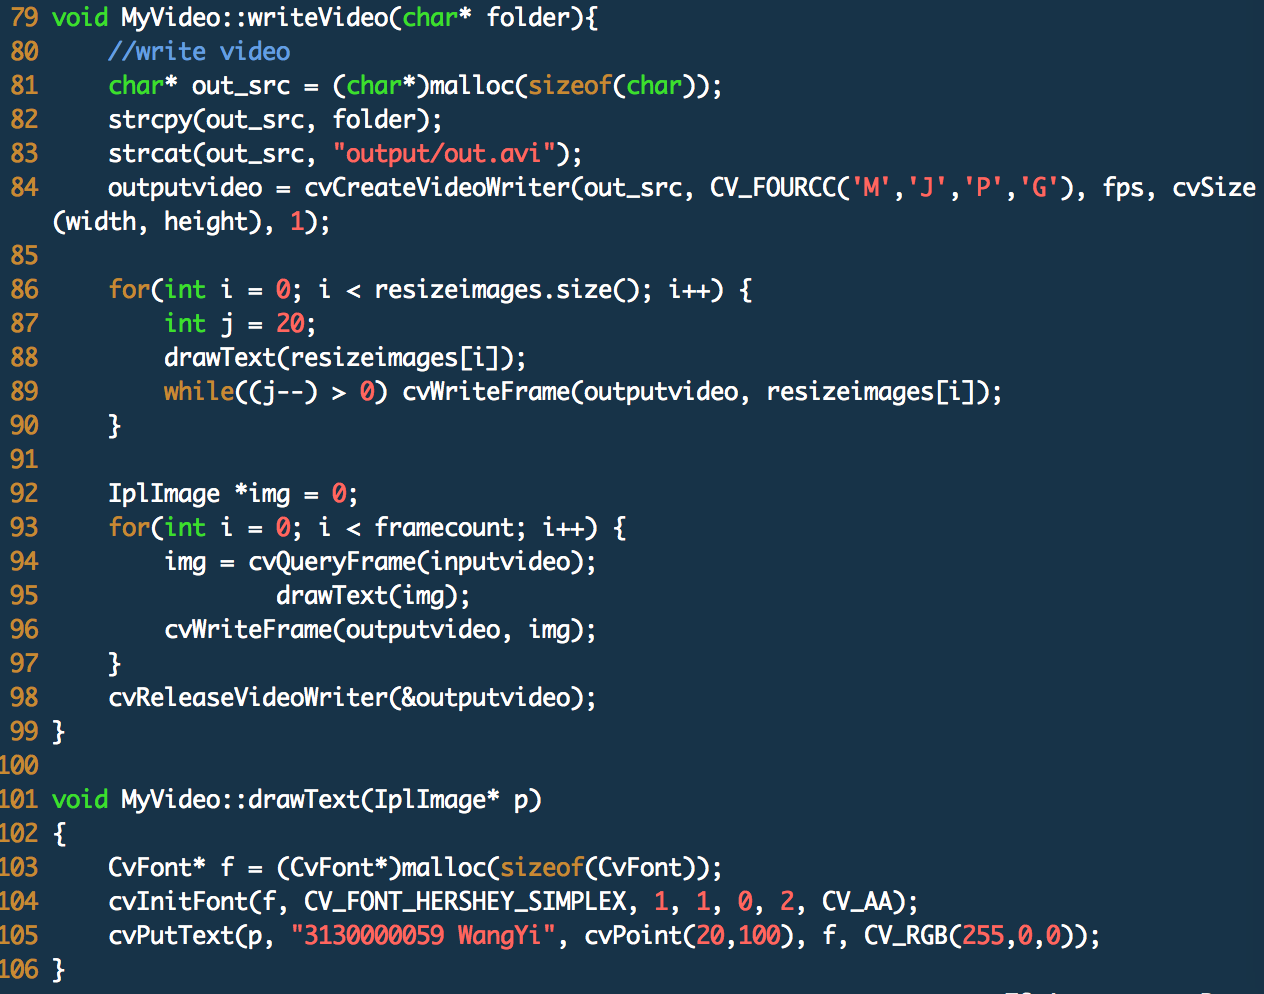 79 void MyVideo::writeVideo(char* folder){
80     //write video
81     char* out_src = (char*)malloc(sizeof(char));
82     strcpy(out_src, folder);
83     strcat(out_src, "output/out.avi");
84     outputvideo = cvCreateVideoWriter(out_src, CV_FOURCC('M','J','P','G'), fps, cvSize
(width, height), 1);
85
86     for(int i = 0; i < resizeimages.size(); i++) {
87         int j = 20;
88         drawText(resizeimages[i]);
89         while((j--) > 0) cvWriteFrame(outputvideo, resizeimages[i]);
90     }
91
92     IplImage *img = 0;
93     for(int i = 0; i < framecount; i++) {
94         img = cvQueryFrame(inputvideo);
95                 drawText(img);
96         cvWriteFrame(outputvideo, img);
97     }
98     cvReleaseVideoWriter(&outputvideo);
99 }
100
101 void MyVideo::drawText(IplImage* p)
102 {
103     CvFont* f = (CvFont*)malloc(sizeof(CvFont));
104     cvInitFont(f, CV_FONT_HERSHEY_SIMPLEX, 1, 1, 0, 2, CV_AA);
105     cvPutText(p, "3130000059 WangYi", cvPoint(20,100), f, CV_RGB(255,0,0));
106 }